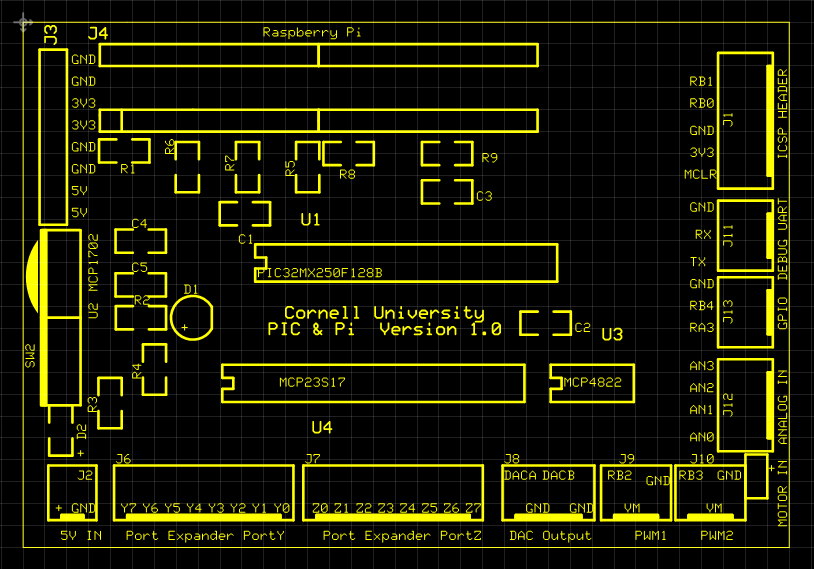 J3 J4 Raspberry Pi
GND
GND
3V3
3V3
GND
GND
5V
5V
R1
R6
R7
R5
R8
R9
C3
C1
U1
RB1
RB0
GND
3V3
MCLR
J1
ICSP HEADER
C4
C5
R2
MCP1702
U2
D1
+
PIC32MX250F128B
Cornell University
PIC & Pi Version 1.0
C2
U3
GND
RX
TX
J11
DEBUG UART
GND
RB4
RA3
J13
GPIO
SW2
R4
R3
D2
+
MCP23S17
MCP4822
U4
AN3
AN2
AN1
AN0
J12
ANALOG IN
J2
+ GND
5V IN
J6
Y7 Y6 Y5 Y4 Y3 Y2 Y1 Y0
Port Expander PortY
J7
Z0 Z1 Z2 Z3 Z4 Z5 Z6 Z7
Port Expander PortZ
J8
DACA DACB
GND GND
DAC Output
J9
RB2 GND
VM
PWM1
J10
RB3 GND
VM
PWM2
+
MOTOR IN